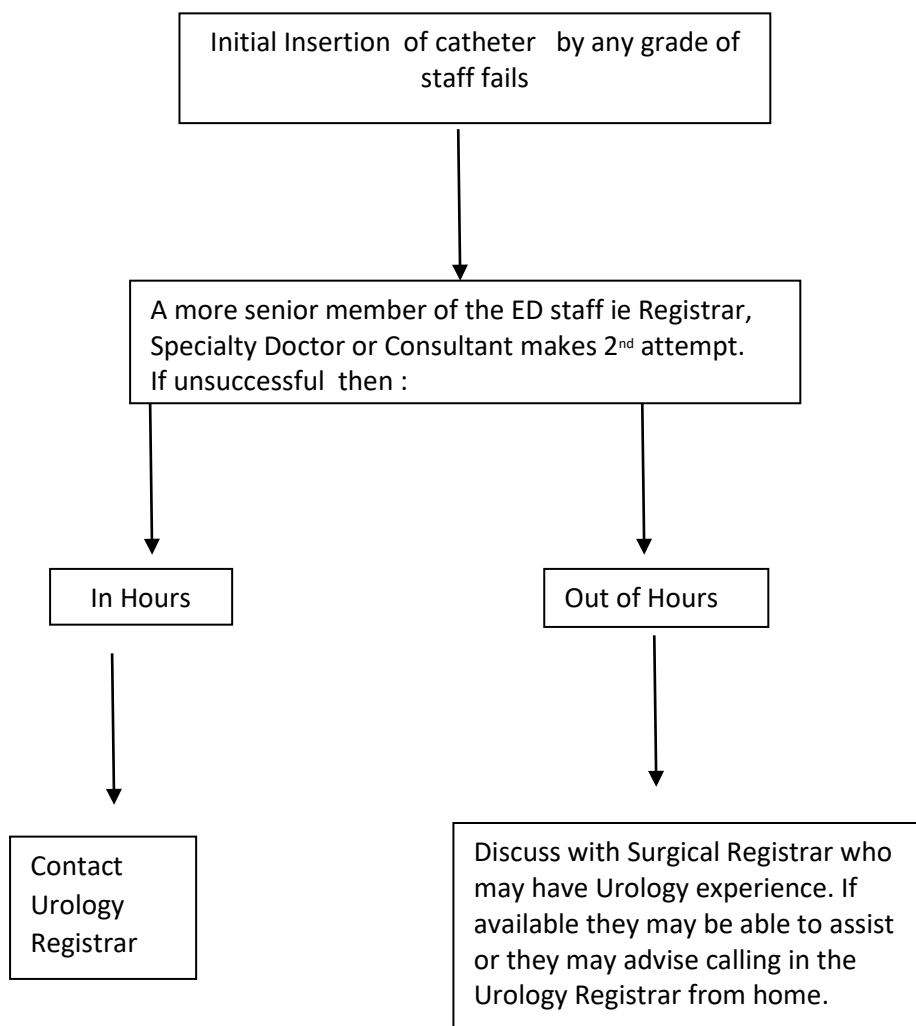 Initial Insertion  of catheter   by any grade of
staff fails
A more senior member of the ED staff ie Registrar,
Specialty Doctor or Consultant makes 2nd attempt.
If unsuccessful  then :
In Hours
Out of Hours
Contact
Urology
Registrar
Discuss with Surgical Registrar who
may have Urology experience. If
available they may be able to assist
or they may advise calling in the
Urology Registrar from home.